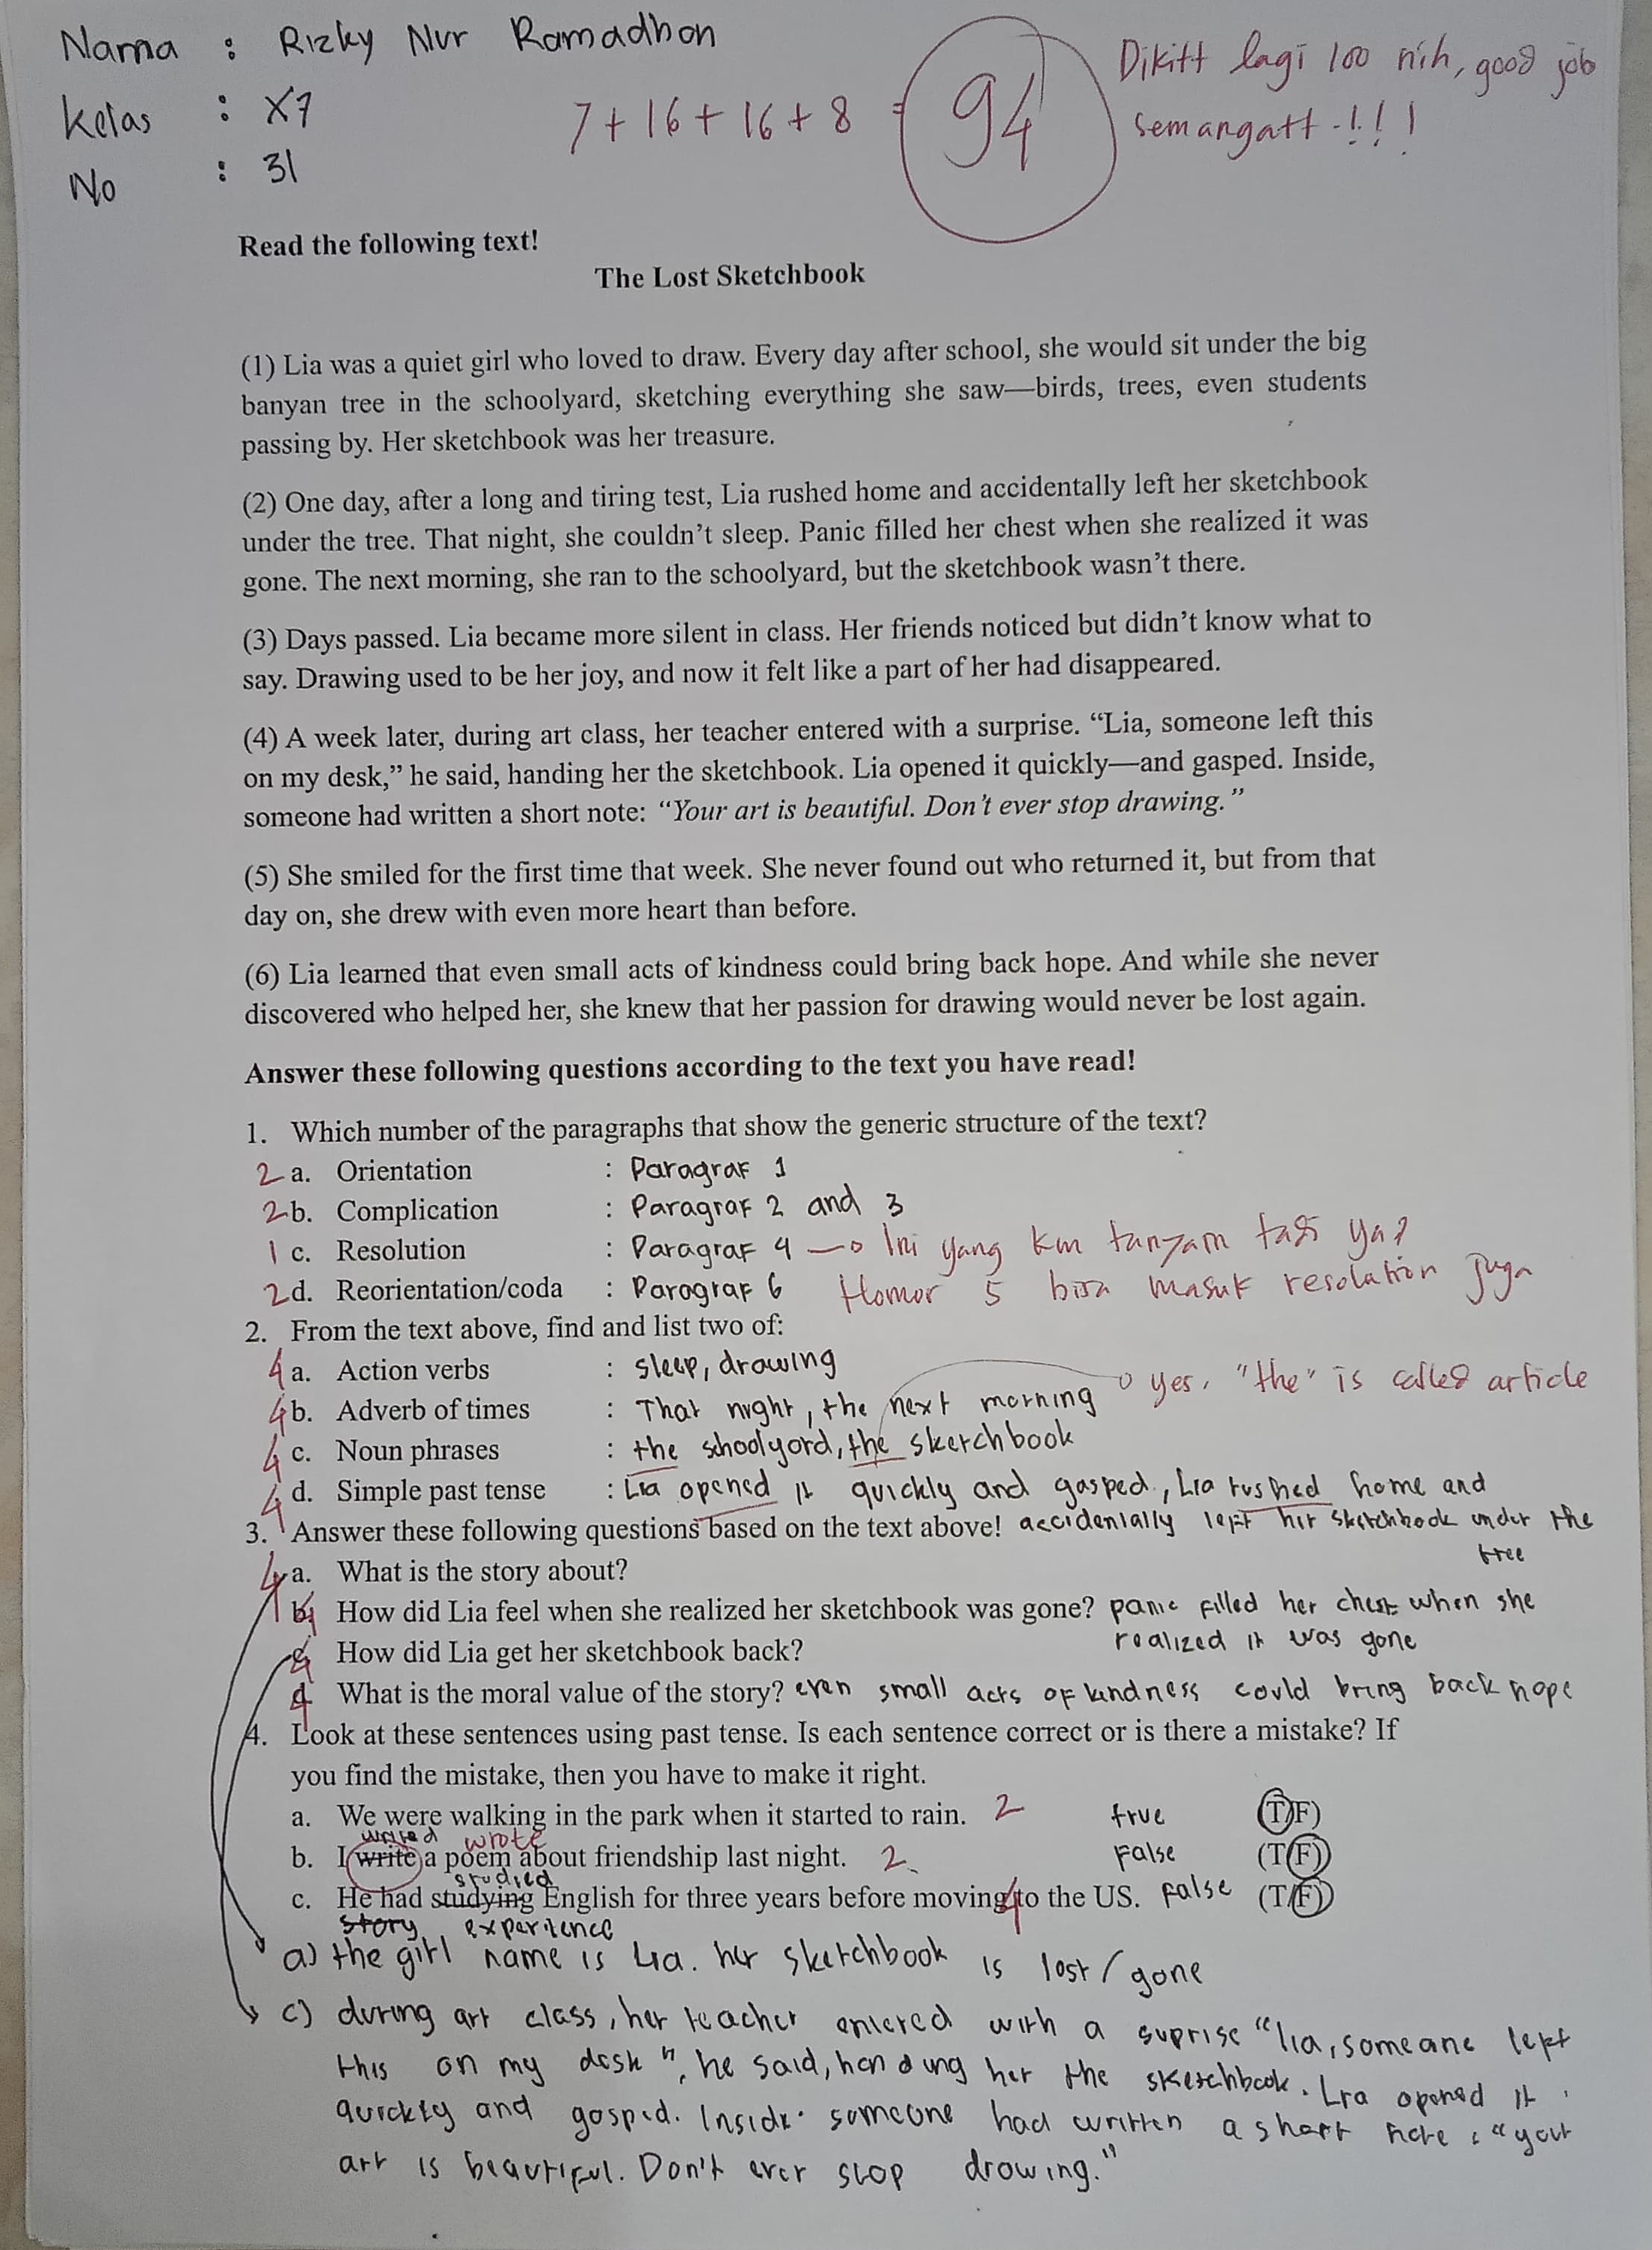 Nama : Rizky Nur Ramadhan
Kelas : X7
No : 31
7 + 16 + 16 + 8 = 94
Dikitt lagi 100 nih, good job
semangatt -!!! !
Read the following text!
The Lost Sketchbook
(1) Lia was a quiet girl who loved to draw. Every day after school, she would sit under the big
banyan tree in the schoolyard, sketching everything she saw—birds, trees, even students
passing by. Her sketchbook was her treasure.
(2) One day, after a long and tiring test, Lia rushed home and accidentally left her sketchbook
under the tree. That night, she couldn't sleep. Panic filled her chest when she realized it was
gone. The next morning, she ran to the schoolyard, but the sketchbook wasn't there.
(3) Days passed. Lia became more silent in class. Her friends noticed but didn't know what to
say. Drawing used to be her joy, and now it felt like a part of her had disappeared.
(4) A week later, during art class, her teacher entered with a surprise. “Lia, someone left this
on my desk,” he said, handing her the sketchbook. Lia opened it quickly—and gasped. Inside,
someone had written a short note: “Your art is beautiful. Don't ever stop drawing.”
(5) She smiled for the first time that week. She never found out who returned it, but from that
day on, she drew with even more heart than before.
(6) Lia learned that even small acts of kindness could bring back hope. And while she never
discovered who helped her, she knew that her passion for drawing would never be lost again.
Answer these following questions according to the text you have read!
1. Which number of the paragraphs that show the generic structure of the text?
2 a. Orientation : Paragraf 1
2 b. Complication : Paragraf 2 and 3
1 c. Resolution : Paragraf 4 → Ini yang km tanyain tadi ya?
2 d. Reorientation/coda : Paragraf 6 Nomor 5 bisa masuk resolution juga
2. From the text above, find and list two of:
4 a. Action verbs : sleep, drawing
4 b. Adverb of times : That night, the next morning yes, "the" is called article
4 c. Noun phrases : the schoolyard, the sketchbook
4 d. Simple past tense : Lia opened it quickly and gasped, Lia rushed home and
3. Answer these following questions based on the text above! accidentally left her sketchbook under the
tree
4 a. What is the story about?
4 b. How did Lia feel when she realized her sketchbook was gone? panic filled her chest when she
realized it was gone
4 c. How did Lia get her sketchbook back?
4 d. What is the moral value of the story? even small acts of kindness could bring back hope
4. Look at these sentences using past tense. Is each sentence correct or is there a mistake? If
you find the mistake, then you have to make it right.
a. We were walking in the park when it started to rain. 2 true (T/F)
writed wrote
b. I write a poem about friendship last night. 2 False (T/F)
studied
c. He had studying English for three years before moving to the US. 4 False (T/F)
story experience
a) the girl name is Lia. her sketchbook is lost/gone
c) during art class, her teacher entered with a suprise "lia, someone left
this on my desk", he said, handing her the sketchbook. Lia opened it
quickly and gasped. Inside. someone had written a short note : "your
art is beautiful. Don't ever stop drawing."